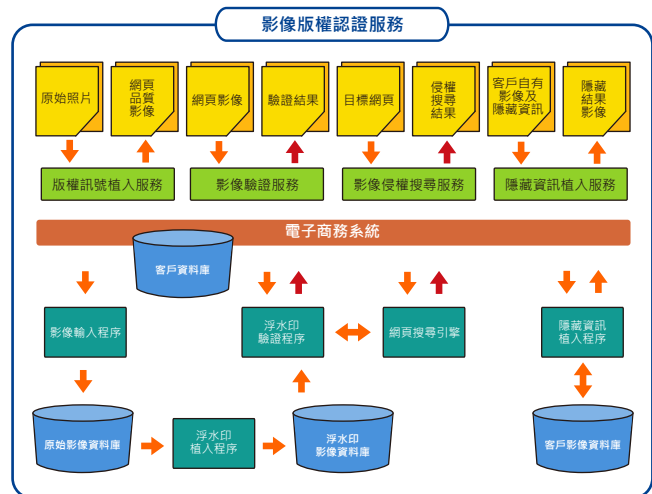 影像版權認證服務
原始照片
網頁
品質
影像
網頁影像
驗證結果
目標網頁
侵權
搜尋
結果
客戶自有
影像及
隱藏資訊
隱藏
結果
影像
版權訊號植入服務
影像驗證服務
影像侵權搜尋服務
隱藏資訊植入服務
電子商務系統
客戶資料庫
影像輸入程序
浮水印
驗證程序
網頁搜尋引擎
隱藏資訊
植入程序
原始影像資料庫
浮水印
植入程序
浮水印
影像資料庫
客戶影像資料庫